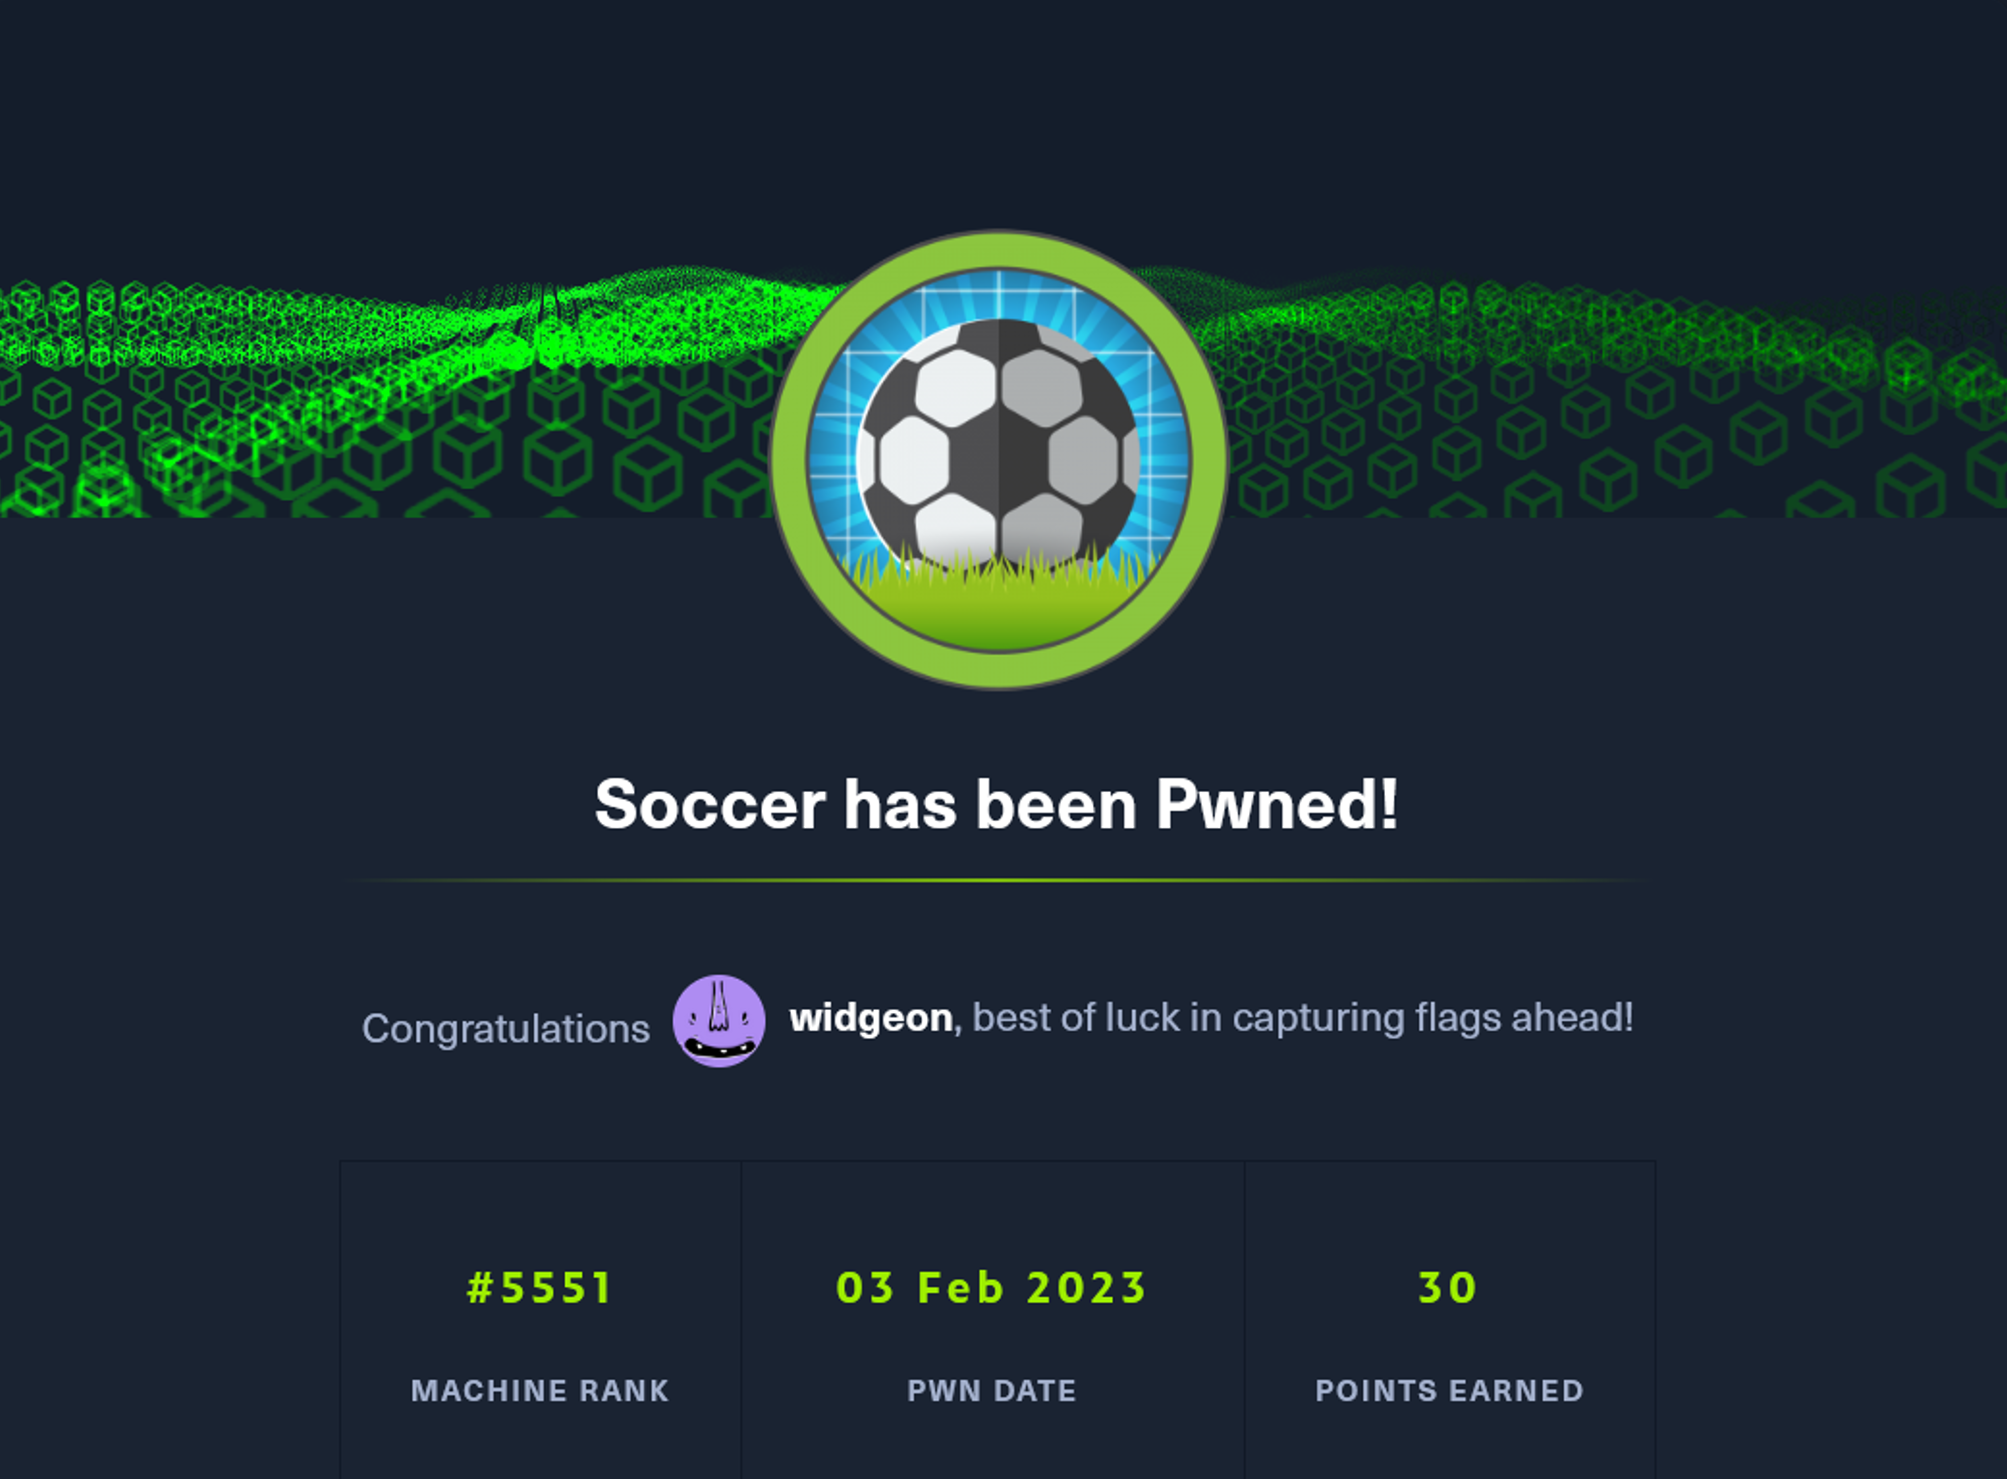 Soccer has been Pwned!
Congratulations widgeon, best of luck in capturing flags ahead!
#5551 03 Feb 2023 30
MACHINE RANK PWN DATE POINTS EARNED